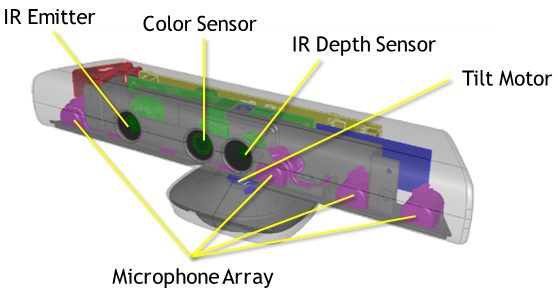 IR Emitter
Color Sensor
IR Depth Sensor
Tilt Motor
Microphone Array